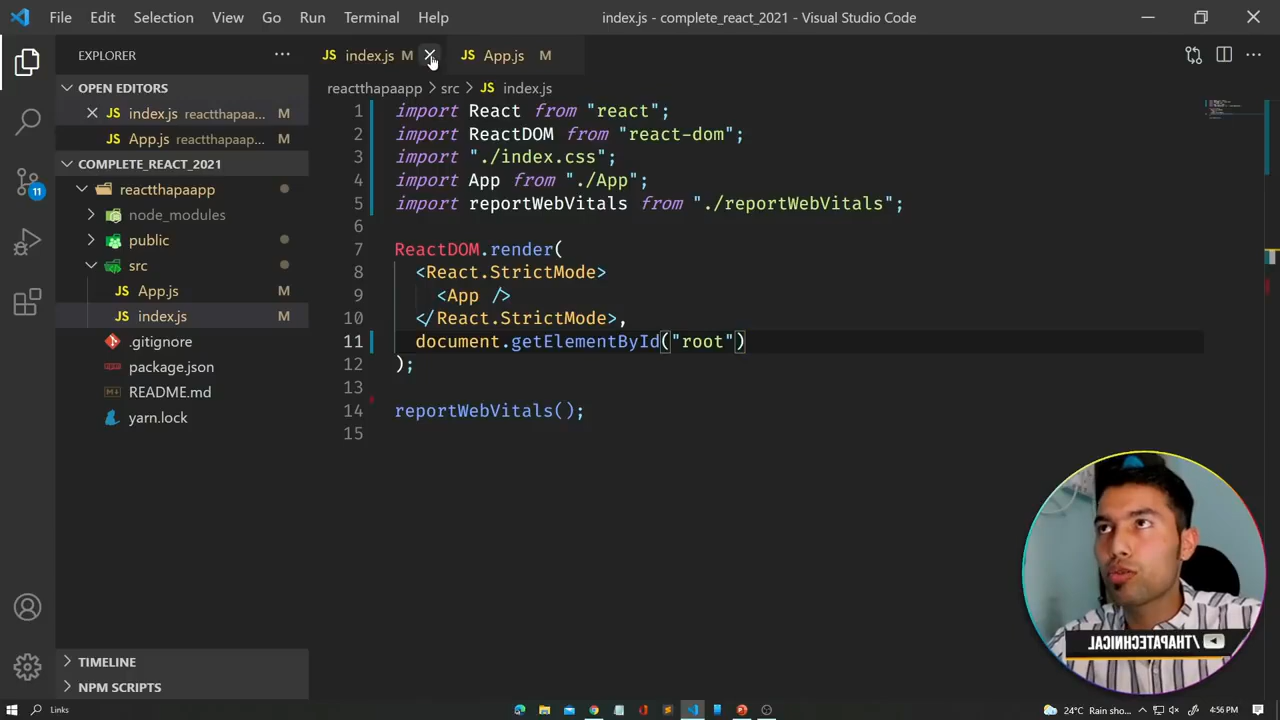 File Edit Selection View Go Run Terminal Help
index.js - complete_react_2021 - Visual Studio Code
EXPLORER
OPEN EDITORS
JS index.js reactthapaa... M
JS App.js reactthapaap... M
COMPLETE_REACT_2021
reactthapaapp
node_modules
public
src
JS App.js M
JS index.js M
.gitignore
package.json
README.md
yarn.lock
TIMELINE
NPM SCRIPTS
11
JS index.js M
JS App.js M
reactthapaapp > src > JS index.js
1 import React from "react";
2 import ReactDOM from "react-dom";
3 import "./index.css";
4 import App from "./App";
5 import reportWebVitals from "./reportWebVitals";
6
7 ReactDOM.render(
8 <React.StrictMode>
9 <App />
10 </React.StrictMode>,
11 document.getElementById("root")
12 );
13
14 reportWebVitals();
15
/THAPATECHNICAL
Links
24°C Rain sho...
4:56 PM